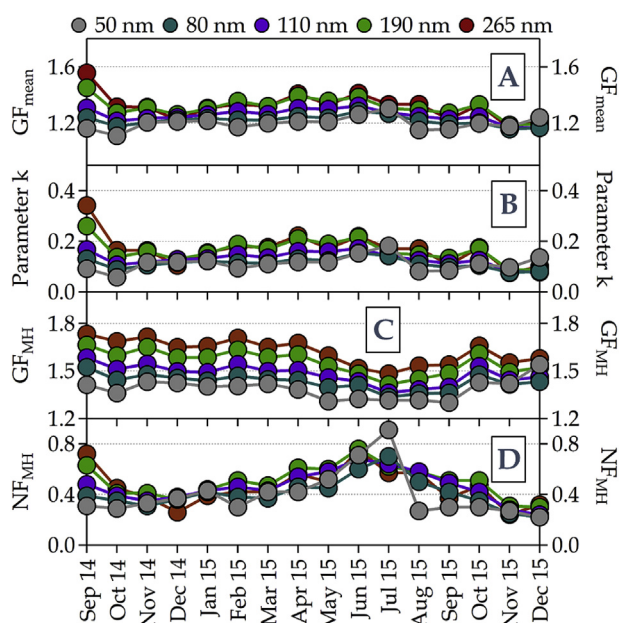 50 nm 80 nm 110 nm 190 nm 265 nm
A
1.6 1.6
1.2 1.2
GFmean GFmean
B
0.4 0.4
0.2 0.2
0.0 0.0
Parameter k Parameter k
C
1.8 1.8
1.5 1.5
1.2 1.2
GFMH GFMH
D
0.8 0.8
0.4 0.4
0.0 0.0
NFMH NFMH
Sep 14
Oct 14
Nov 14
Dec 14
Jan 15
Feb 15
Mar 15
Apr 15
May 15
Jun 15
Jul 15
Aug 15
Sep 15
Oct 15
Nov 15
Dec 15